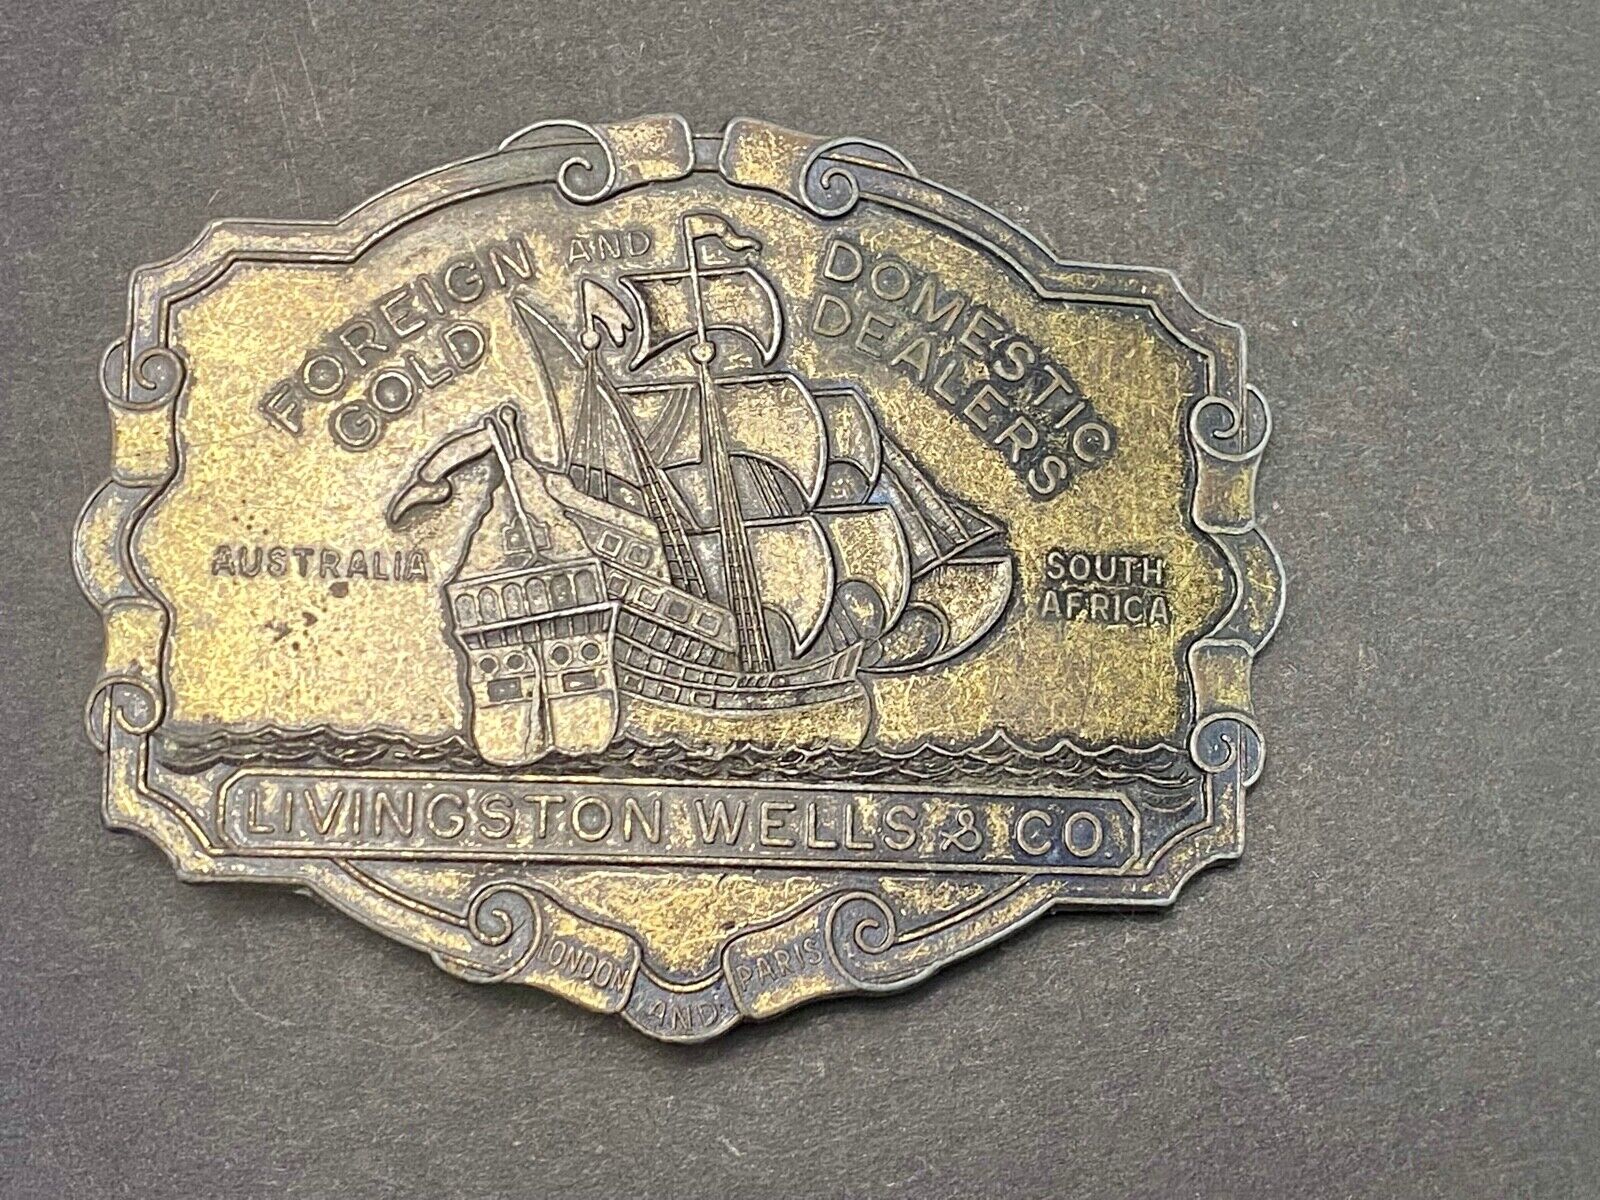 FOREIGN AND DOMESTIC
GOLD DEALERS
AUSTRALIA
SOUTH
AFRICA
LIVINGSTON WELLS & CO.
LONDON AND PARIS